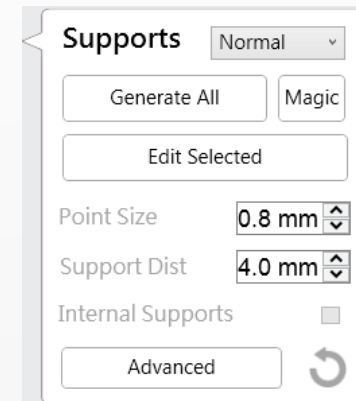 Supports Normal
Generate All Magic
Edit Selected
Point Size 0.8 mm
Support Dist 4.0 mm
Internal Supports
Advanced